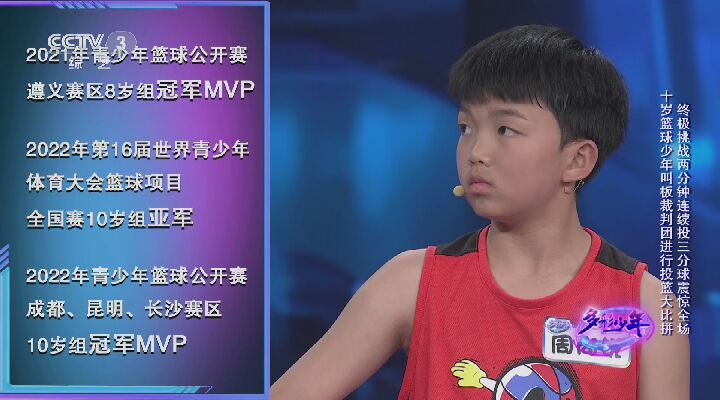 CCTV 3
综艺
2021年青少年篮球公开赛
遵义赛区8岁组冠军MVP
2022年第16届世界青少年
体育大会篮球项目
全国赛10岁组亚军
2022年青少年篮球公开赛
成都、昆明、长沙赛区
10岁组冠军MVP
终极挑战两分钟连续投三分球震惊全场
十岁篮球少年叫板裁判团进行投篮大比拼
多彩少年
周